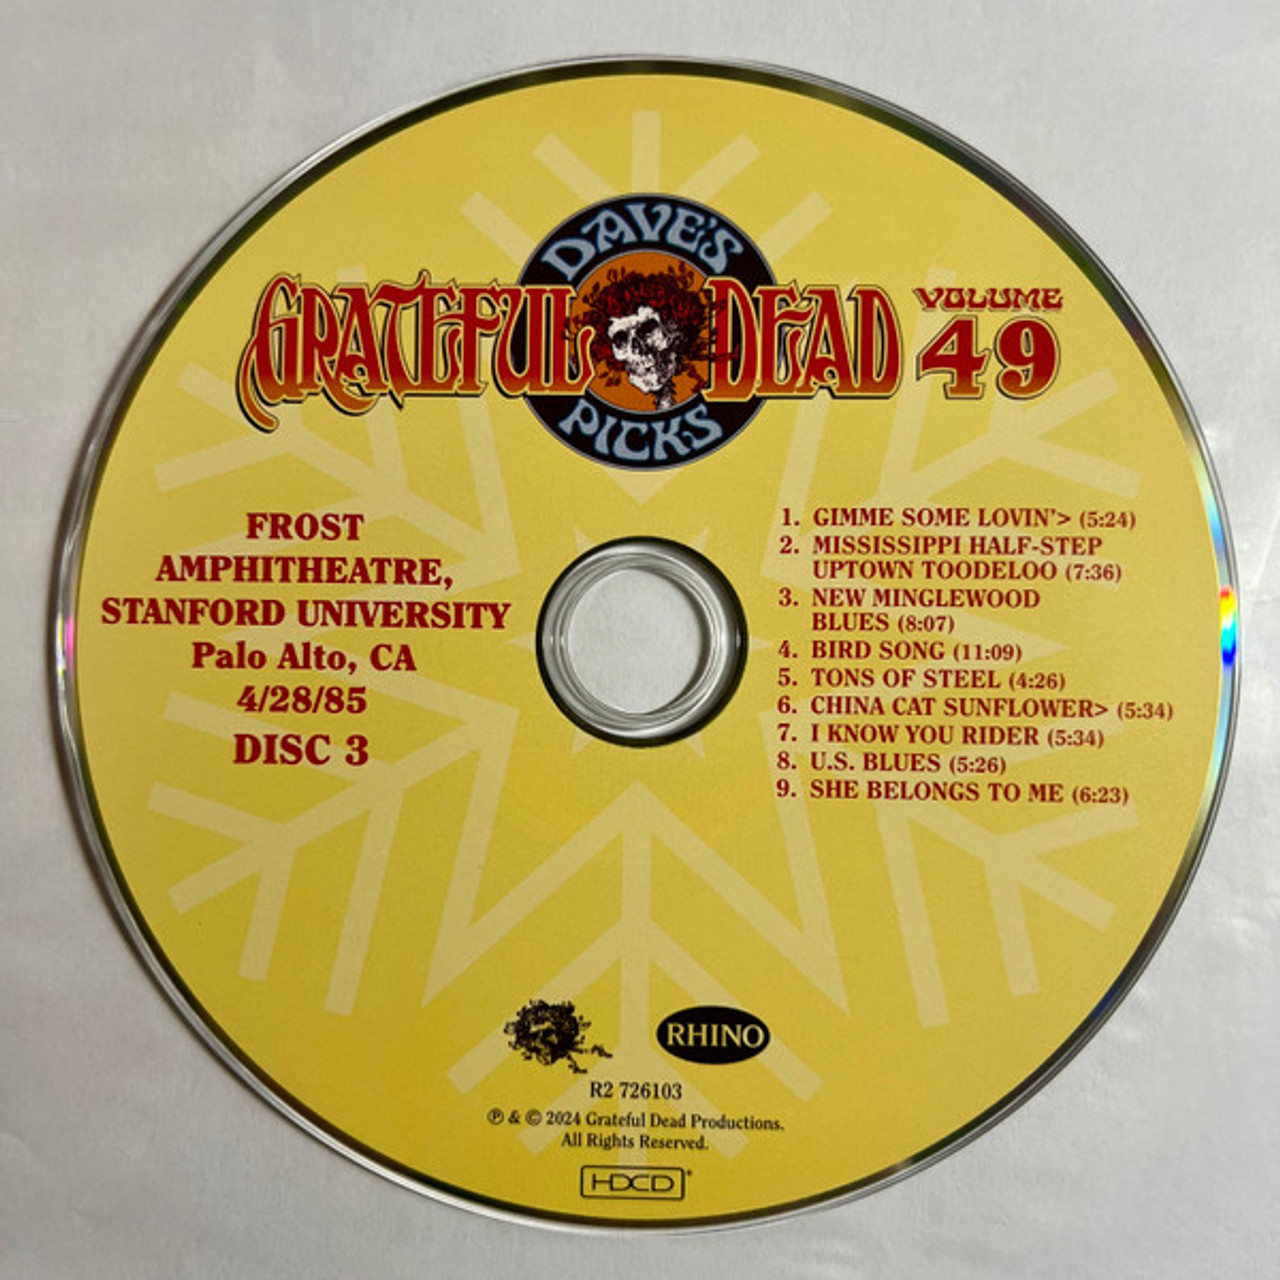 DAVE'S
GRATEFUL DEAD
PICKS
VOLUME
49
FROST
AMPHITHEATRE,
STANFORD UNIVERSITY
Palo Alto, CA
4/28/85
DISC 3
1. GIMME SOME LOVIN'> (5:24)
2. MISSISSIPPI HALF-STEP
UPTOWN TOODELOO (7:36)
3. NEW MINGLEWOOD
BLUES (8:07)
4. BIRD SONG (11:09)
5. TONS OF STEEL (4:26)
6. CHINA CAT SUNFLOWER> (5:34)
7. I KNOW YOU RIDER (5:34)
8. U.S. BLUES (5:26)
9. SHE BELONGS TO ME (6:23)
RHINO
R2 726103
℗ & © 2024 Grateful Dead Productions.
All Rights Reserved.
HDCD®